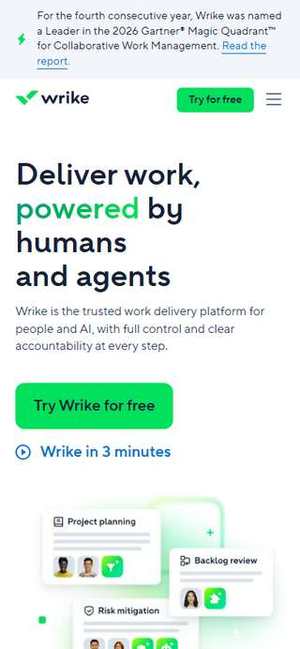 For the fourth consecutive year, Wrike was named
a Leader in the 2026 Gartner® Magic Quadrant™
for Collaborative Work Management. Read the
report.
wrike
Try for free
Deliver work,
powered by
humans
and agents
Wrike is the trusted work delivery platform for
people and AI, with full control and clear
accountability at every step.
Try Wrike for free
Wrike in 3 minutes
Project planning
Backlog review
Risk mitigation